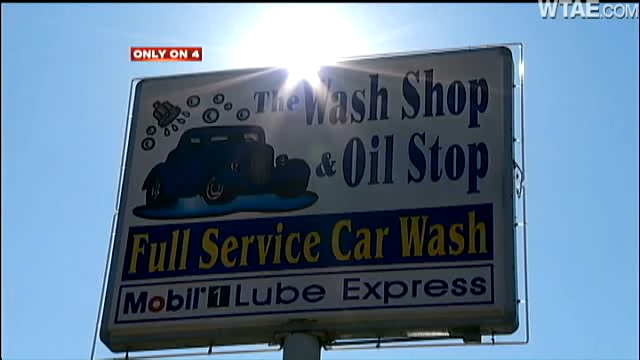 WTAE.COM
ONLY ON 4
The Wash Shop
& Oil Stop
Full Service Car Wash
Mobil 1 Lube Express